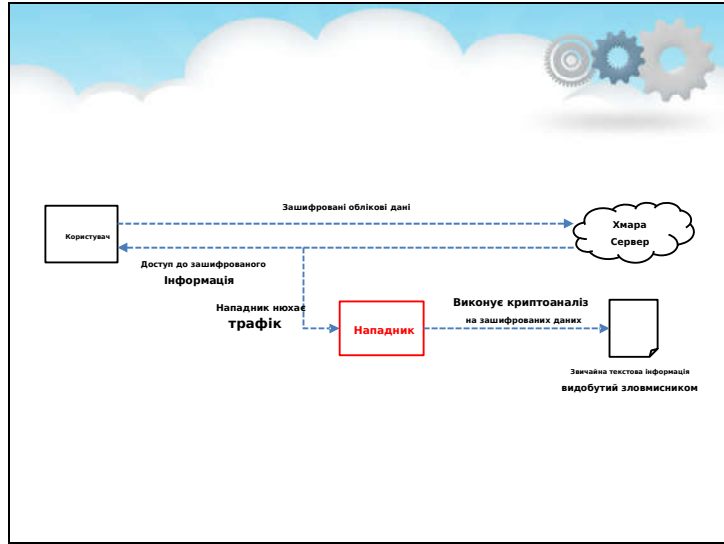 Зашифровані облікові дані
Користувач
Хмара
Сервер
Доступ до зашифрованого
Інформація
Нападник нюхає
трафік
Нападник
Виконує криптоаналіз
на зашифрованих даних
Звичайна текстова інформація
видобутий зловмисником